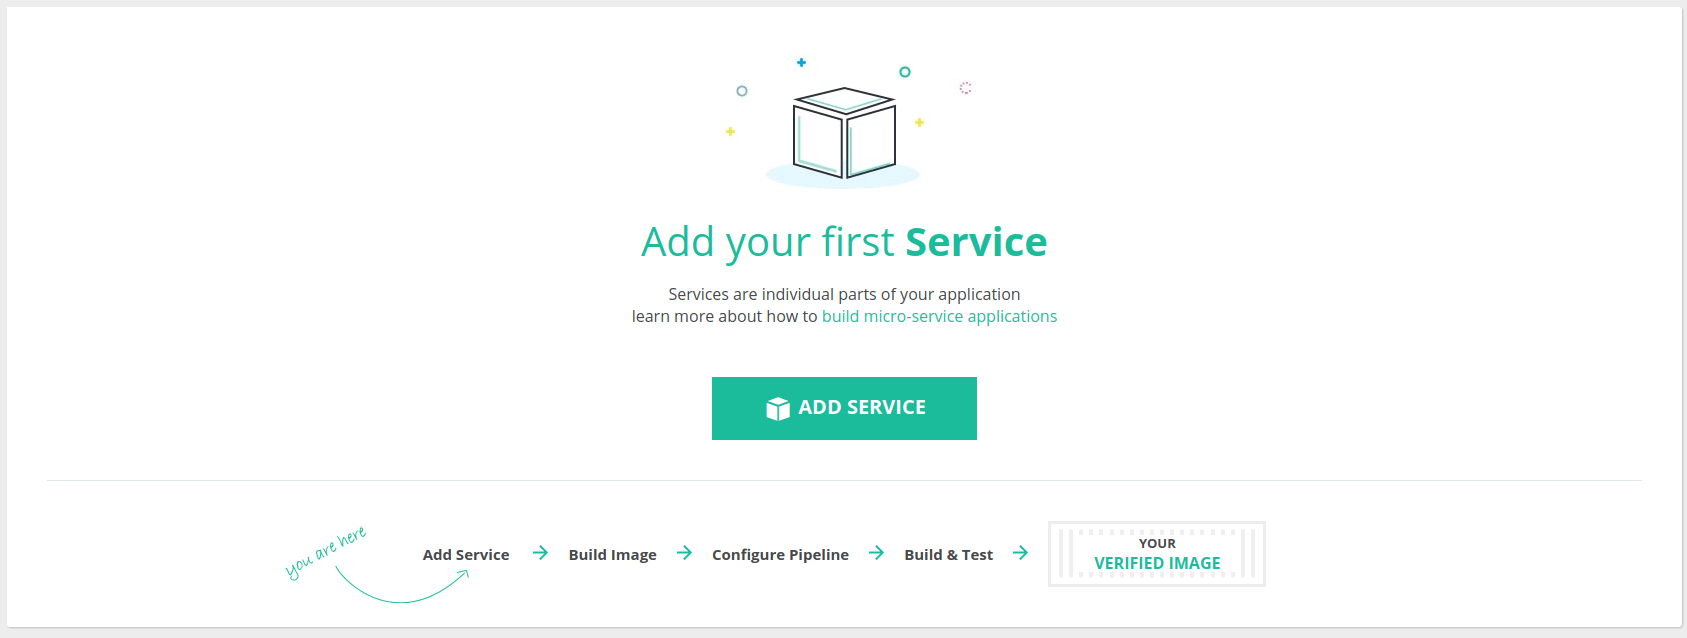 Add your first Service
Services are individual parts of your application
learn more about how to build micro-service applications
ADD SERVICE
you are here
Add Service
Build Image
Configure Pipeline
Build & Test
YOUR
VERIFIED IMAGE